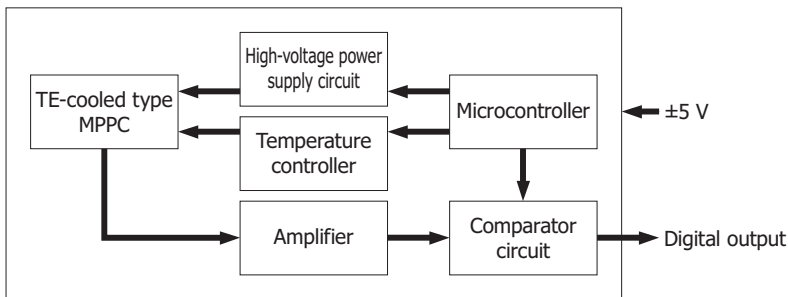 High-voltage power
supply circuit
TE-cooled type
MPPC
Microcontroller
±5 V
Temperature
controller
Amplifier
Comparator
circuit
Digital output